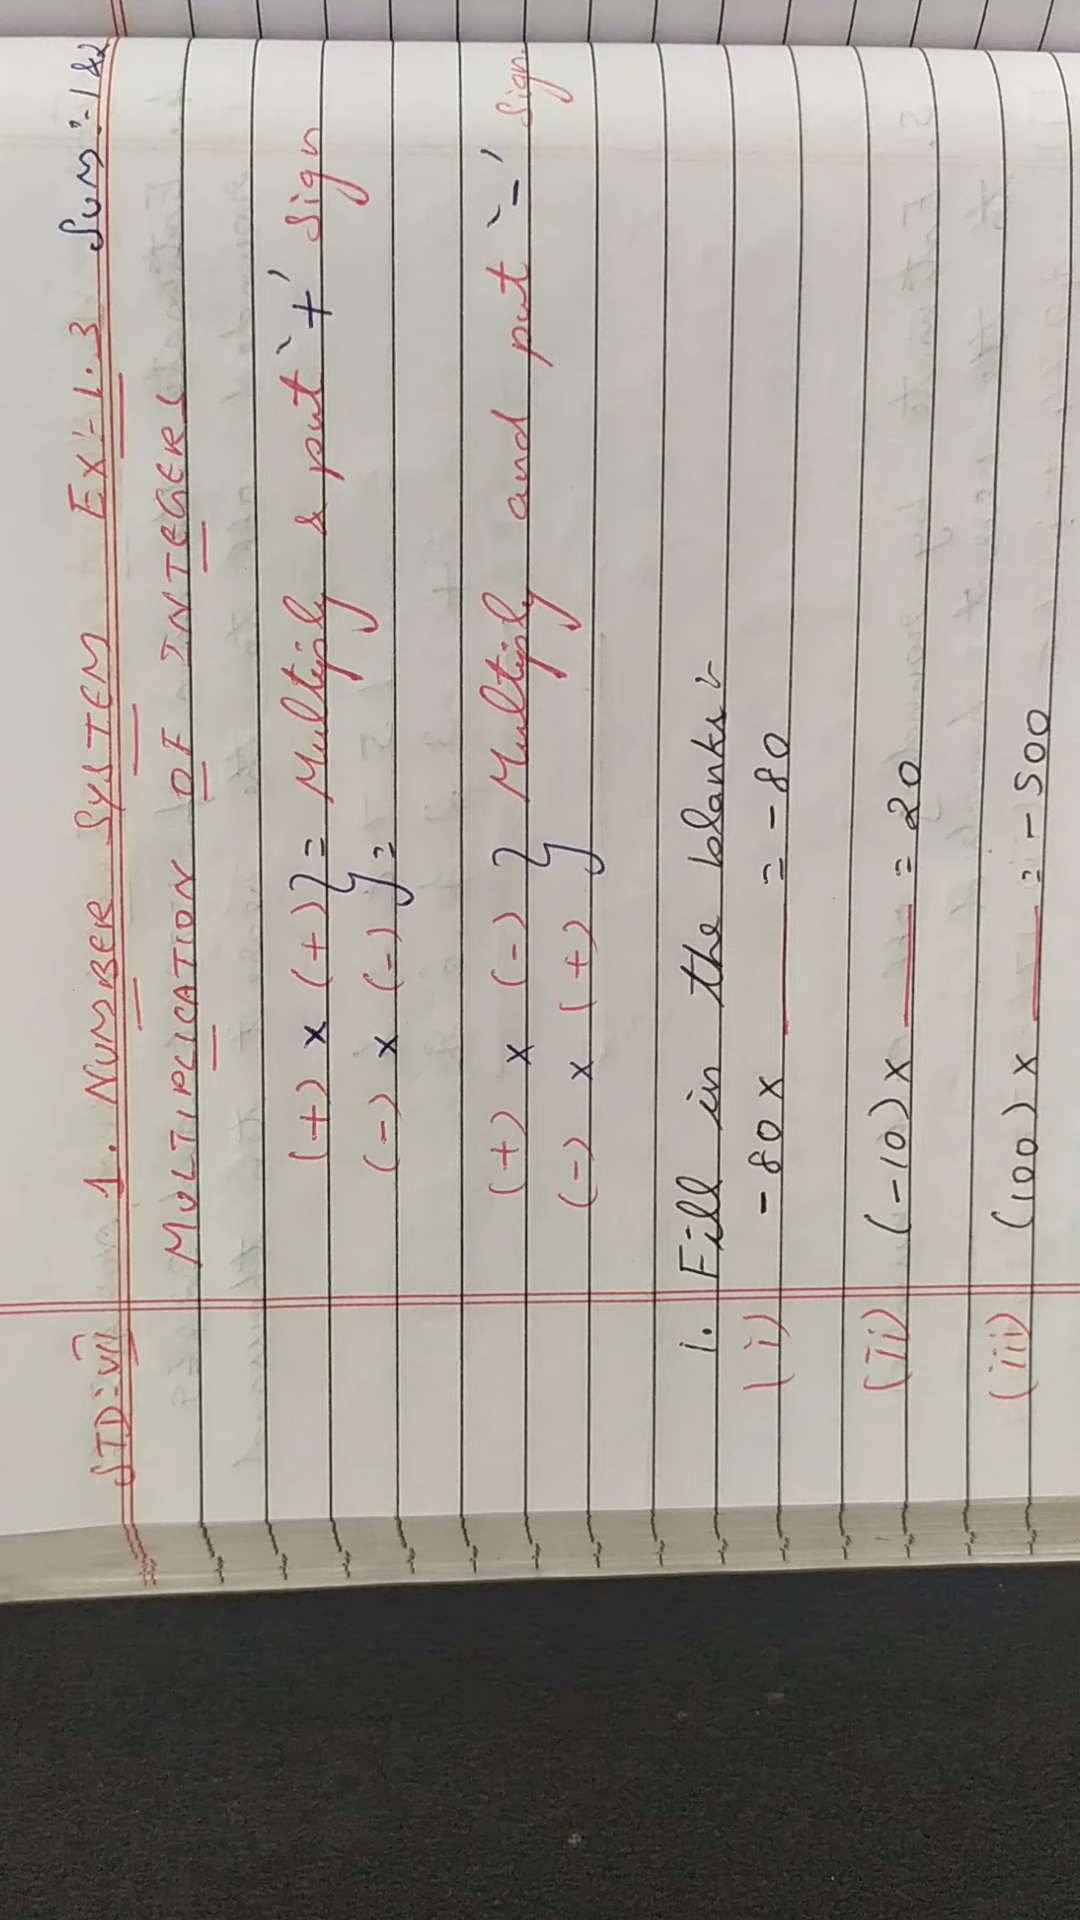 STD:- VII 1. NUMBER SYSTEM EX:- 1.3 SUM:- 1 &2
MULTIPLICATION OF INTEGERS
(+) x (+) } = Multiply & put '+' sign
(-) x (-) } =
(+) x (-) } Multiply and put '-' sign
(-) x (+) }
1. Fill in the blanks:
(i) -80 x ____ = -80
(ii) (-10) x ____ = 20
(iii) (100) x ____ = -500